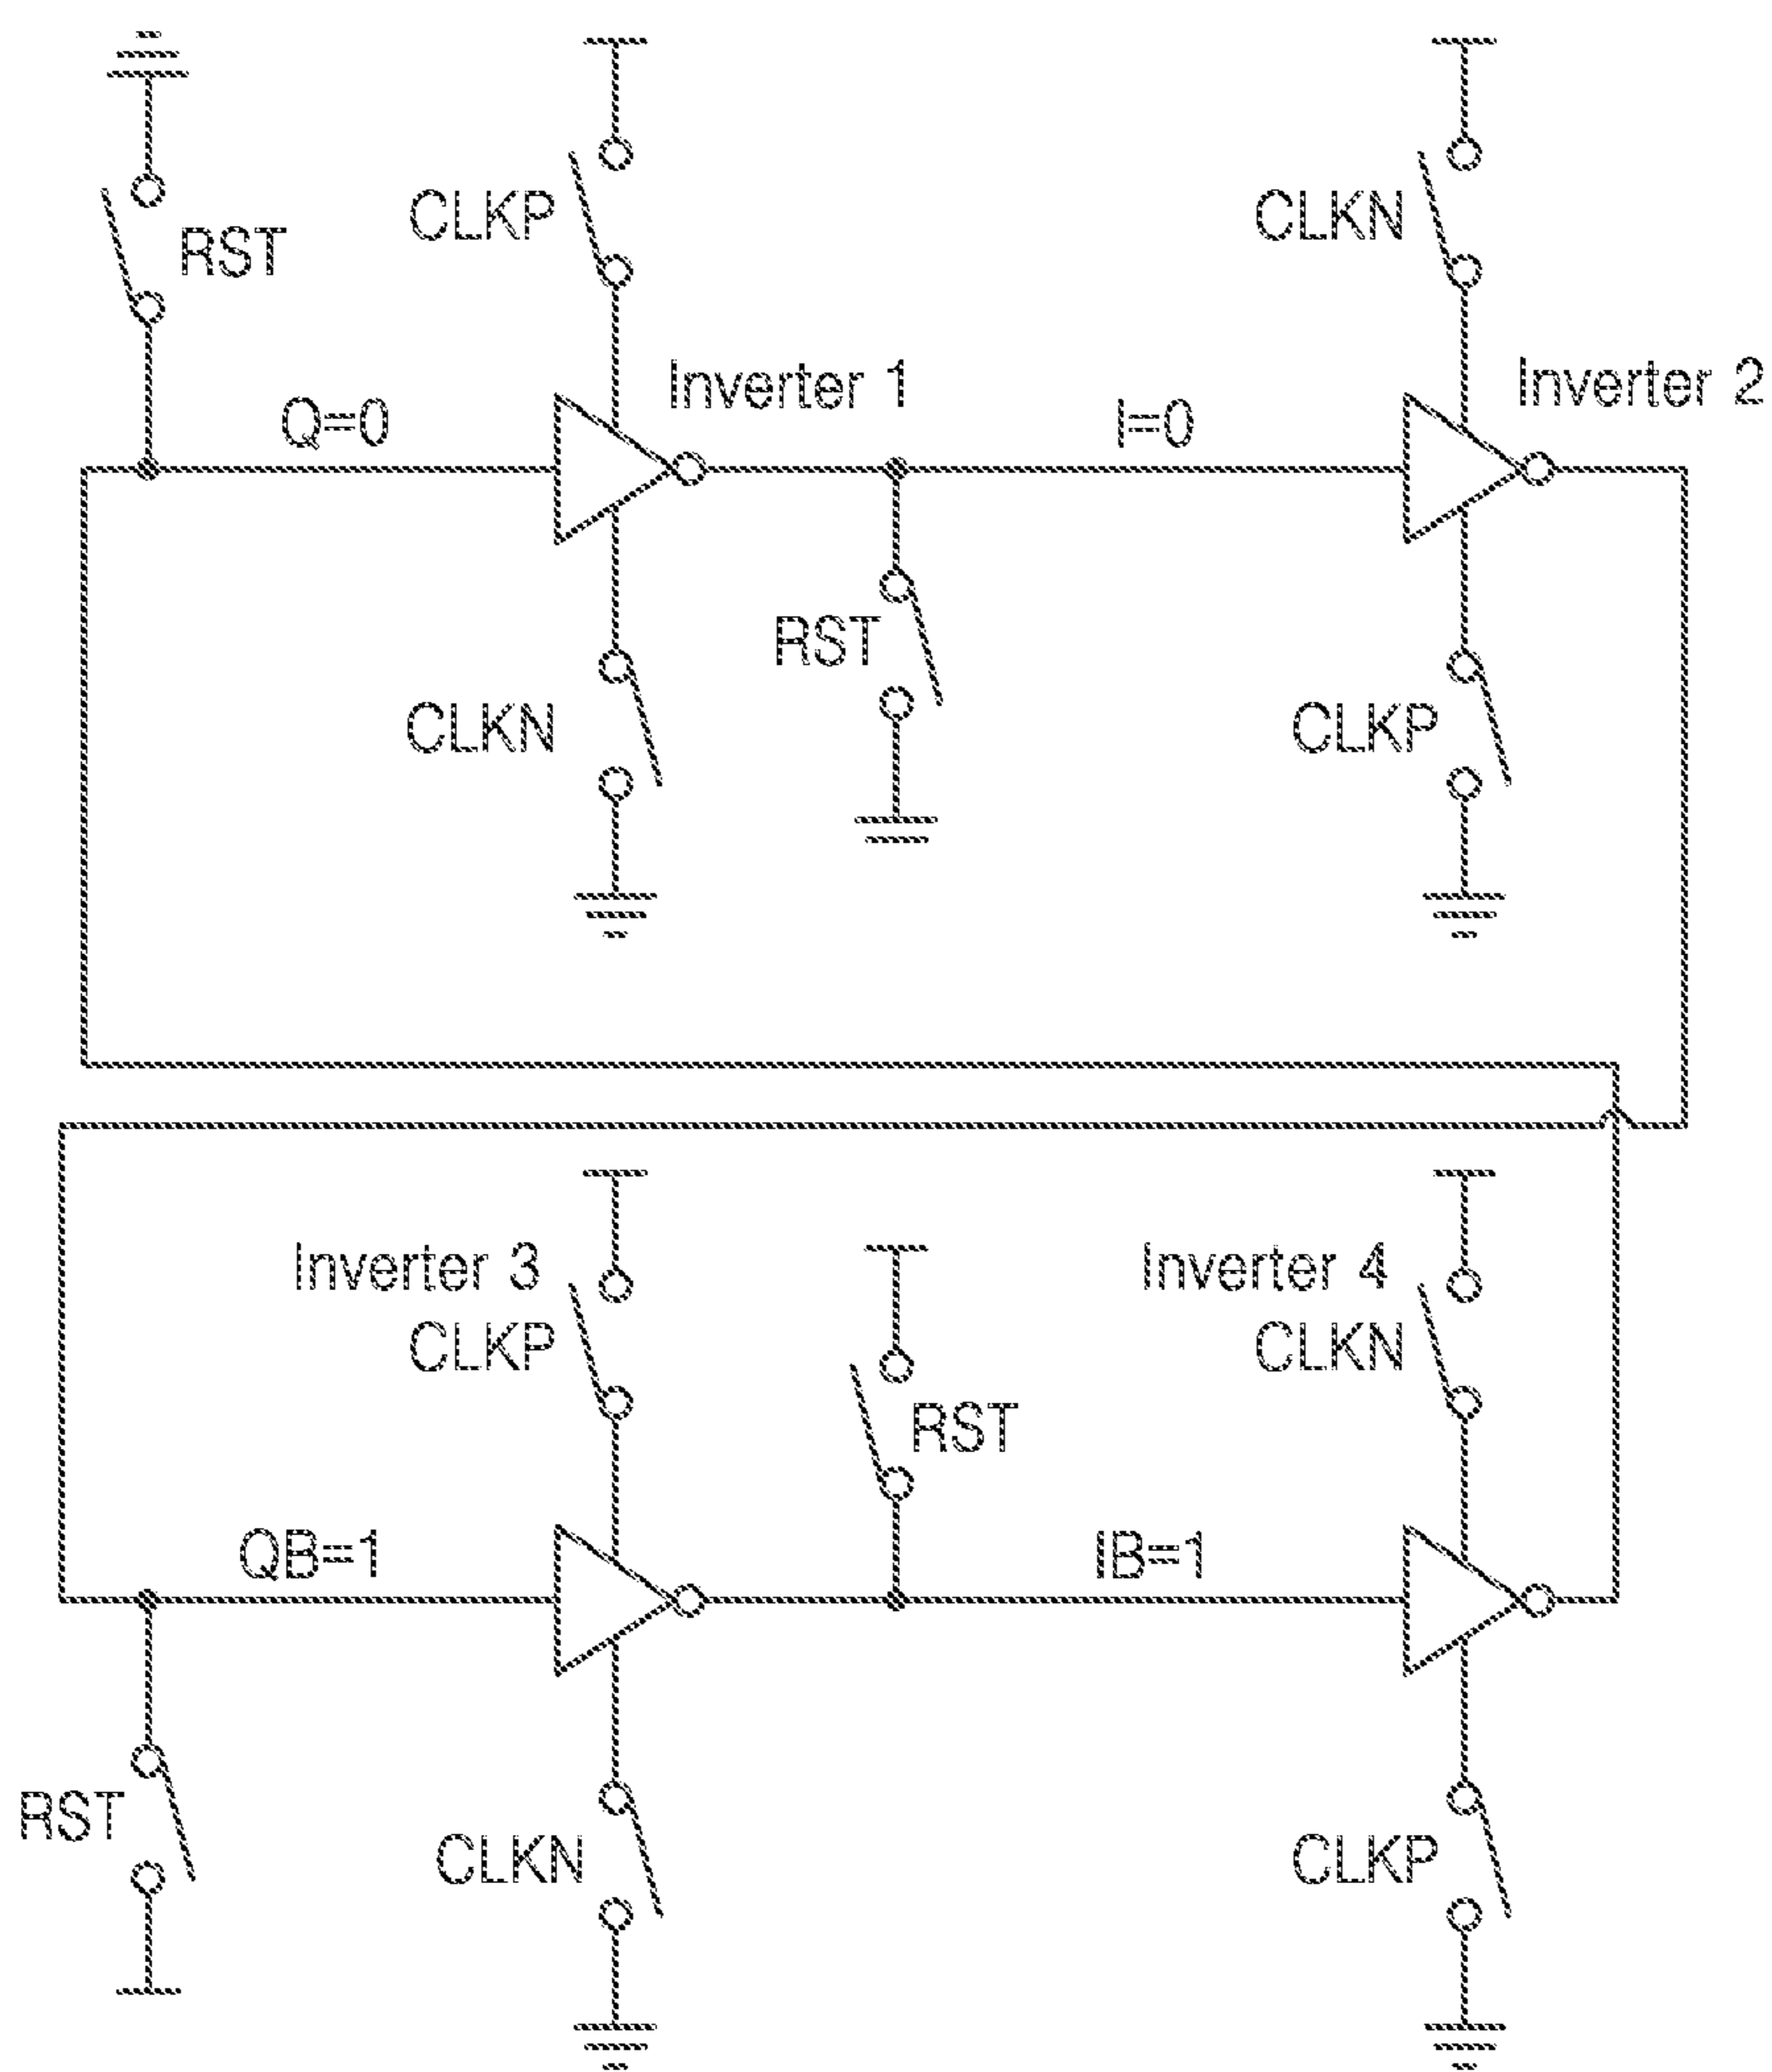 CLKP
CLKN
RST
Inverter 1
Inverter 2
Q=0
I=0
RST
CLKN
CLKP
Inverter 3
Inverter 4
CLKP
CLKN
RST
QB=1
IB=1
RST
CLKN
CLKP